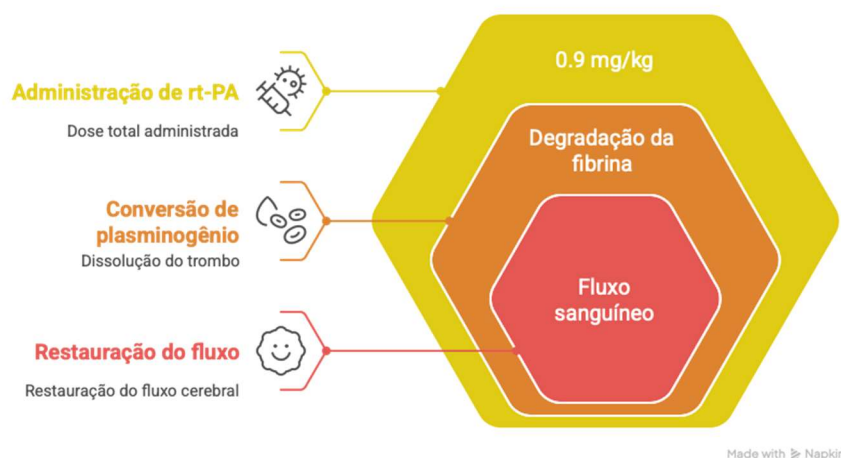 Administração de rt-PA
Dose total administrada
Conversão de
plasminogênio
Dissolução do trombo
Restauração do fluxo
Restauração do fluxo cerebral
0.9 mg/kg
Degradação da
fibrina
Fluxo
sanguíneo
Made with Napkin